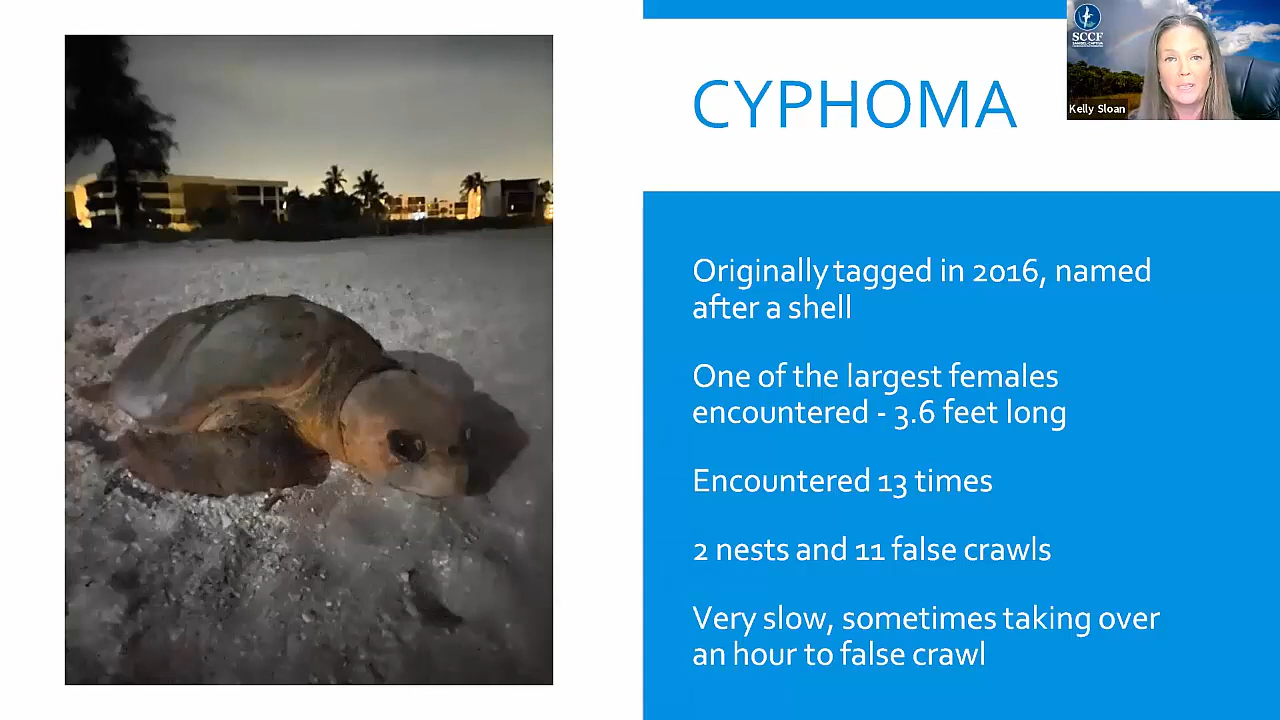 CYPHOMA
SCCF
Kelly Sloan
Originally tagged in 2016, named
after a shell
One of the largest females
encountered - 3.6 feet long
Encountered 13 times
2 nests and 11 false crawls
Very slow, sometimes taking over
an hour to false crawl